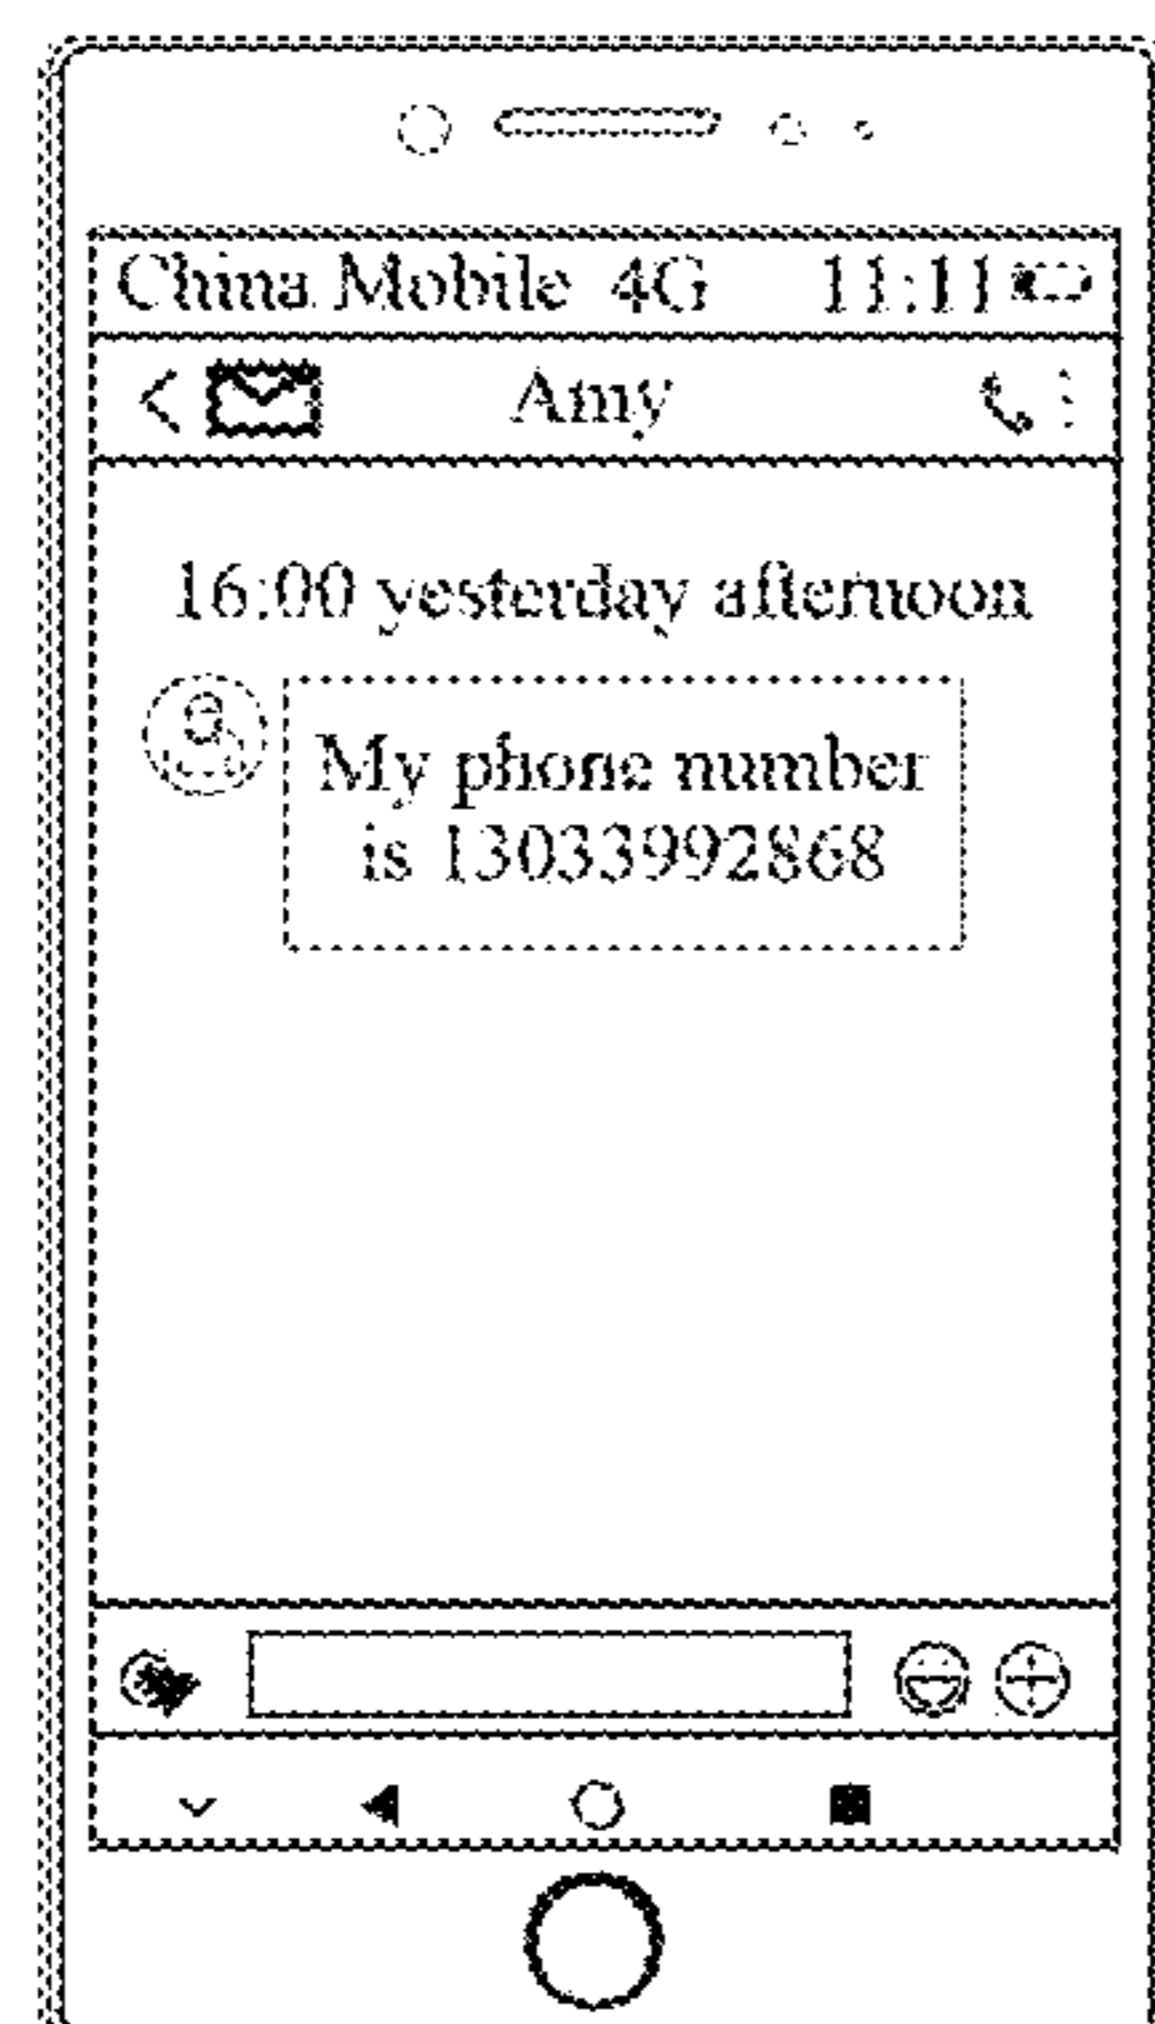 China Mobile 4G 11:11
Amy
16:00 yesterday afternoon
My phone number
is 13033992868